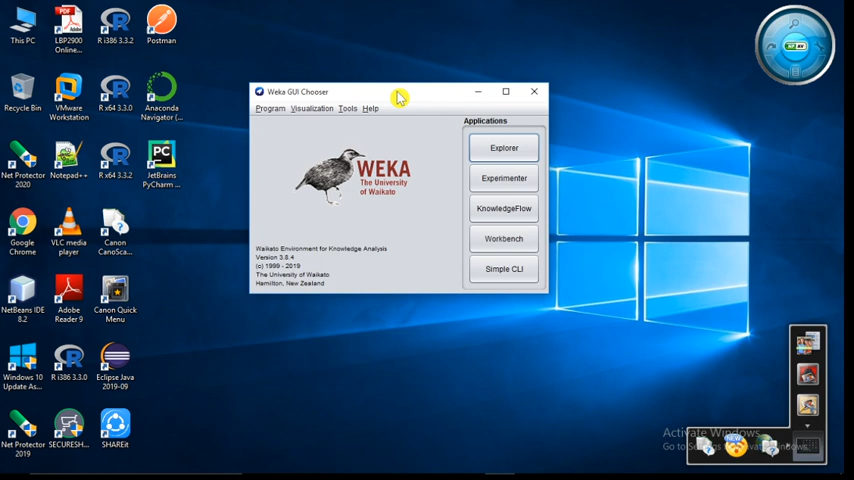 This PC
LBP2900
Online...
R i386 3.3.2
Postman
Recycle Bin
VMware
Workstation
R x64 3.3.0
Anaconda
Navigator (...
Net Protector
2020
Notepad++
R x64 3.3.2
JetBrains
PyCharm ...
Google
Chrome
VLC media
player
Canon
CanoSca...
NetBeans IDE
8.2
Adobe
Reader 9
Canon Quick
Menu
Windows 10
Update As...
R i386 3.3.0
Eclipse Java
2019-09
Net Protector
2019
SECURESH...
SHAREit
Weka GUI Chooser
Program Visualization Tools Help
WEKA
The University
of Waikato
Waikato Environment for Knowledge Analysis
Version 3.8.4
(c) 1999 - 2019
The University of Waikato
Hamilton, New Zealand
Applications
Explorer
Experimenter
KnowledgeFlow
Workbench
Simple CLI
Activate Windows
NEW